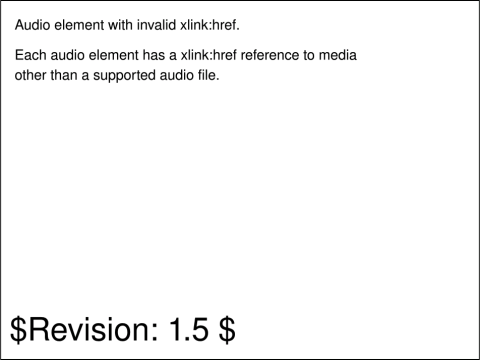 Audio element with invalid xlink:href.
Each audio element has a xlink:href reference to media
other than a supported audio file.
$Revision: 1.5 $